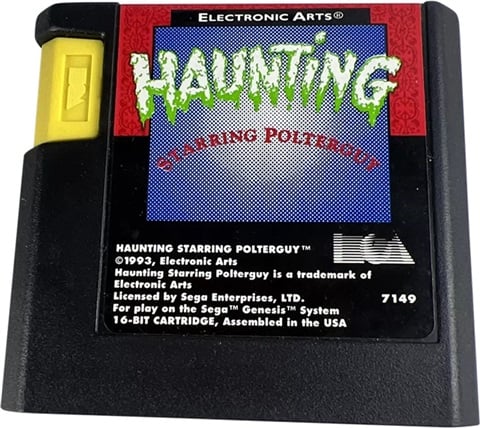 ELECTRONIC ARTS®
HAUNTING
STARRING POLTERGUY
HAUNTING STARRING POLTERGUY™
©1993, Electronic Arts
Haunting Starring Polterguy is a trademark of
Electronic Arts
Licensed by Sega Enterprises, LTD.
7149
For play on the Sega™ Genesis™ System
16-BIT CARTRIDGE, Assembled in the USA
EA